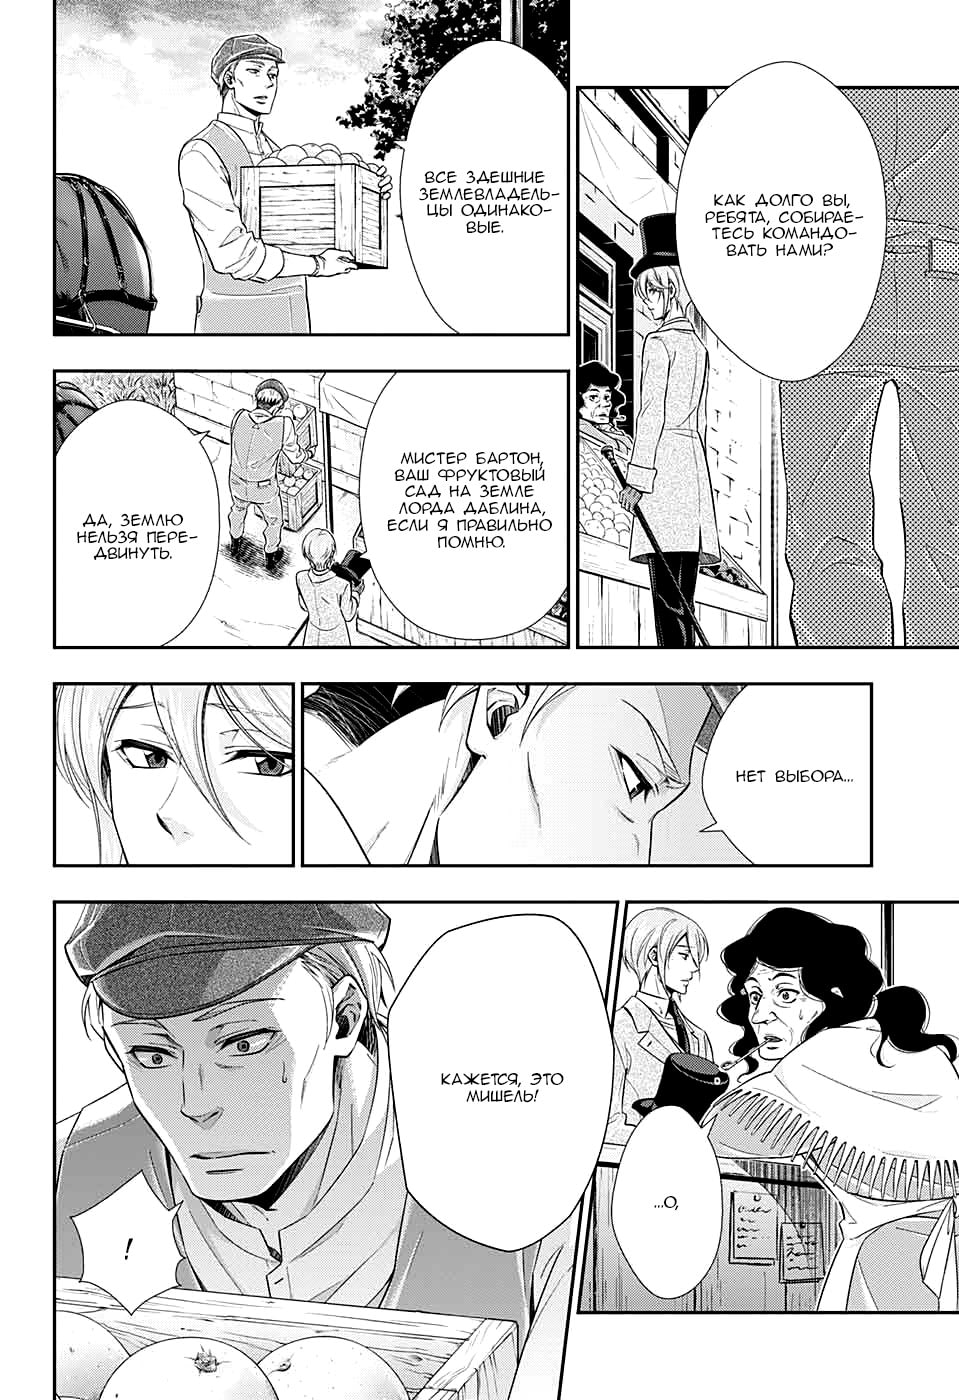 КАК ДОЛГО ВЫ,
РЕБЯТА, СОБИРАЕ-
ТЕСЬ КОМАНДО-
ВАТЬ НАМИ?
ВСЕ ЗДЕШНИЕ
ЗЕМЛЕВЛАДЕЛЬ-
ЦЫ ОДИНАКО-
ВЫЕ.
МИСТЕР БАРТОН,
ВАШ ФРУКТОВЫЙ
САД НА ЗЕМЛЕ
ЛОРДА ДАБЛИНА,
ЕСЛИ Я ПРАВИЛЬНО
ПОМНЮ.
ДА, ЗЕМЛЮ
НЕЛЬЗЯ ПЕРЕ-
ДВИНУТЬ.
НЕТ ВЫБОРА...
...О,
КАЖЕТСЯ, ЭТО
МИШЕЛЬ!
!